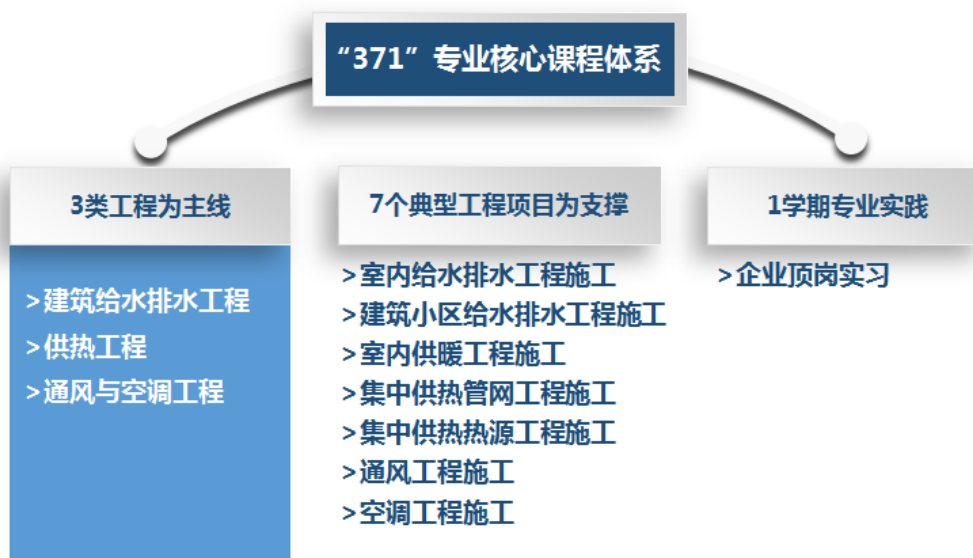 “371”专业核心课程体系
3类工程为主线
>建筑给水排水工程
>供热工程
>通风与空调工程
7个典型工程项目为支撑
>室内给水排水工程施工
>建筑小区给水排水工程施工
>室内供暖工程施工
>集中供热管网工程施工
>集中供热热源工程施工
>通风工程施工
>空调工程施工
1学期专业实践
>企业顶岗实习